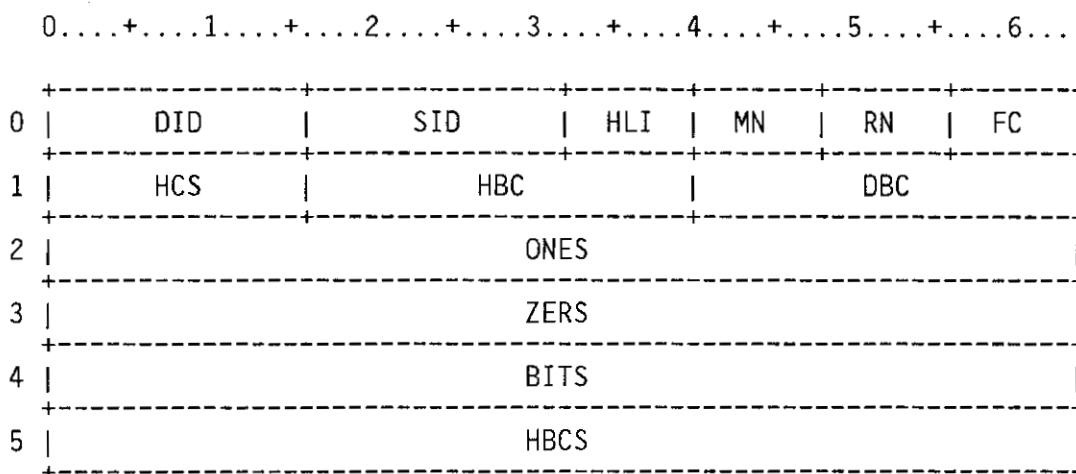 0....+....1....+....2....+....3....+....4....+....5....+....6...
+---------------+---------------+-------+-------+-------+-------
0 | DID | SID | HLI | MN | RN | FC
+---------------+---------------+-------+-------+-------+-------
1 | HCS | HBC | DBC
+---------------+-----------------------+-----------------------
2 | ONES |
+---------------------------------------------------------------
3 | ZERS
+---------------------------------------------------------------
4 | BITS |
+---------------------------------------------------------------
5 | HBCS
+---------------------------------------------------------------